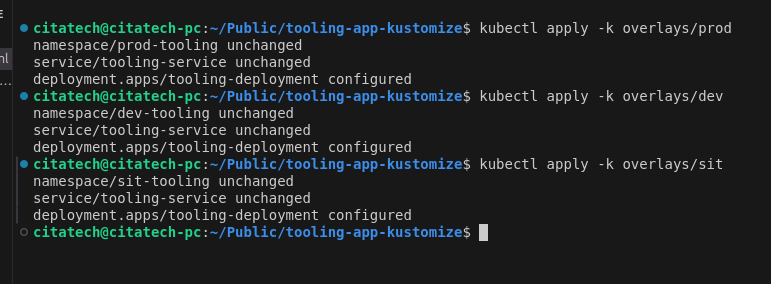 E
citatech@citatech-pc:~/Public/tooling-app-kustomize$ kubectl apply -k overlays/prod
namespace/prod-tooling unchanged
service/tooling-service unchanged
ml
deployment.apps/tooling-deployment configured
...
citatech@citatech-pc:~/Public/tooling-app-kustomize$ kubectl apply -k overlays/dev
namespace/dev-tooling unchanged
service/tooling-service unchanged
deployment.apps/tooling-deployment configured
citatech@citatech-pc:~/Public/tooling-app-kustomize$ kubectl apply -k overlays/sit
namespace/sit-tooling unchanged
service/tooling-service unchanged
deployment.apps/tooling-deployment configured
citatech@citatech-pc:~/Public/tooling-app-kustomize$